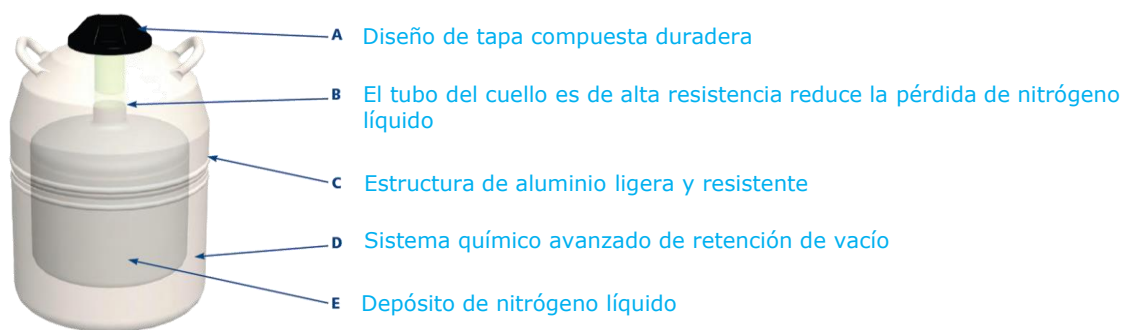 A Diseño de tapa compuesta duradera
B El tubo del cuello es de alta resistencia reduce la pérdida de nitrógeno
líquido
C Estructura de aluminio ligera y resistente
D Sistema químico avanzado de retención de vacío
E Depósito de nitrógeno líquido